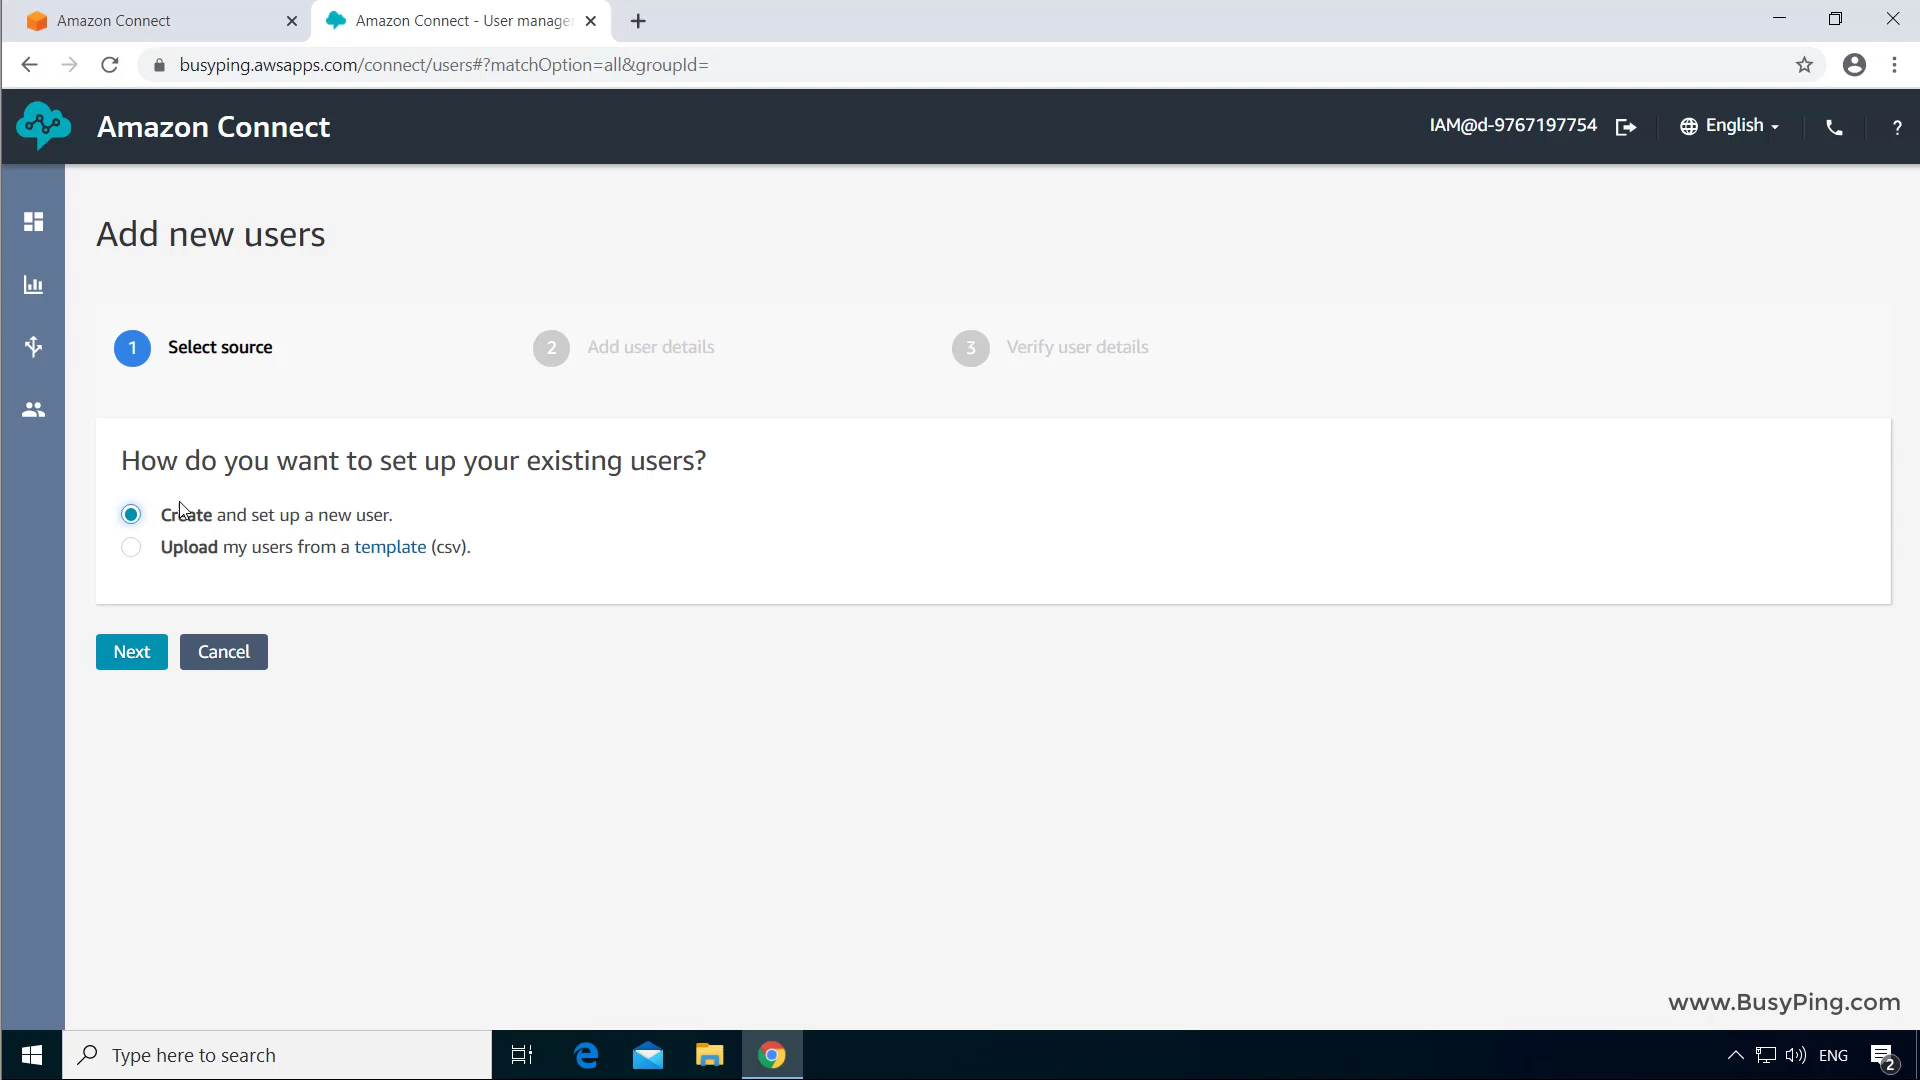 Amazon Connect
Amazon Connect - User manage
busyping.awsapps.com/connect/users#?matchOption=all&groupId=
Amazon Connect
IAM@d-9767197754
English
?
Add new users
1 Select source
2 Add user details
3 Verify user details
How do you want to set up your existing users?
Create and set up a new user.
Upload my users from a template (csv).
Next
Cancel
www.BusyPing.com
Type here to search
ENG
2